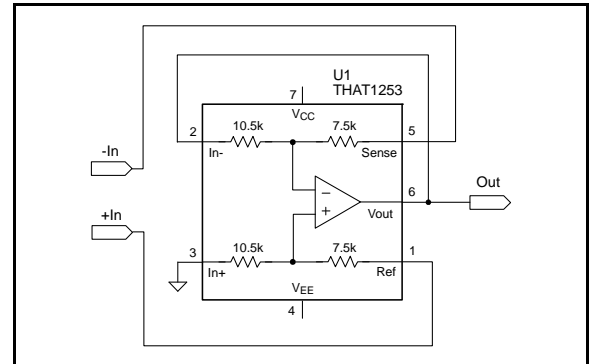 U1
THAT1253
7
VCC
10.5k
7.5k
2
5
In-
Sense
-In
−
6
Out
Vout
+In
+
3
10.5k
7.5k
1
In+
Ref
VEE
4